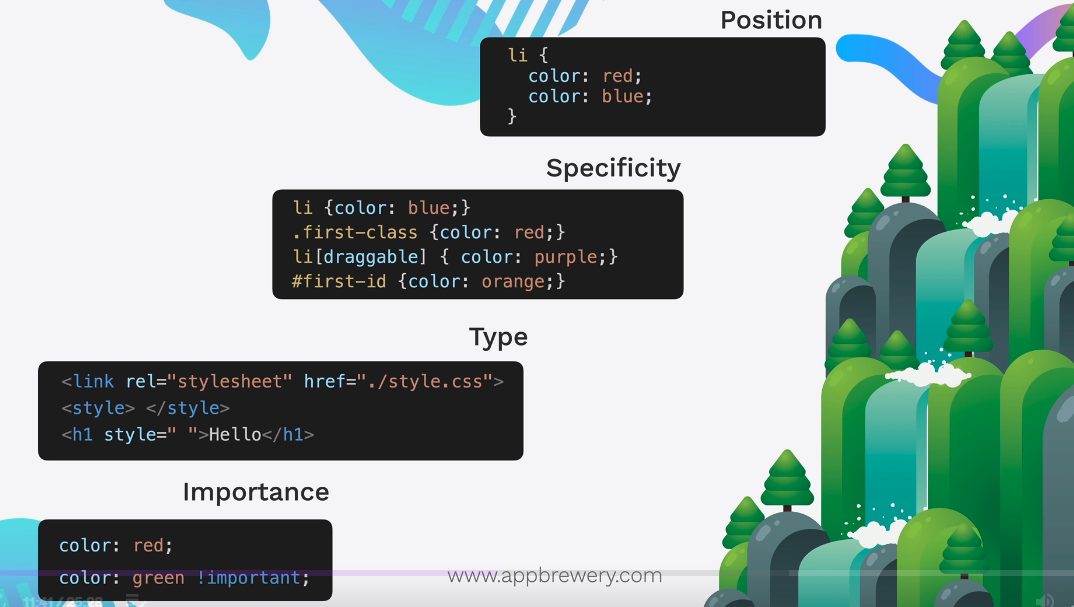 Position
li {
  color: red;
  color: blue;
}
Specificity
li {color: blue;}
.first-class {color: red;}
li[draggable] { color: purple;}
#first-id {color: orange;}
Type
<link rel="stylesheet" href="./style.css">
<style> </style>
<h1 style=" ">Hello</h1>
Importance
color: red;
color: green !important;
www.appbrewery.com